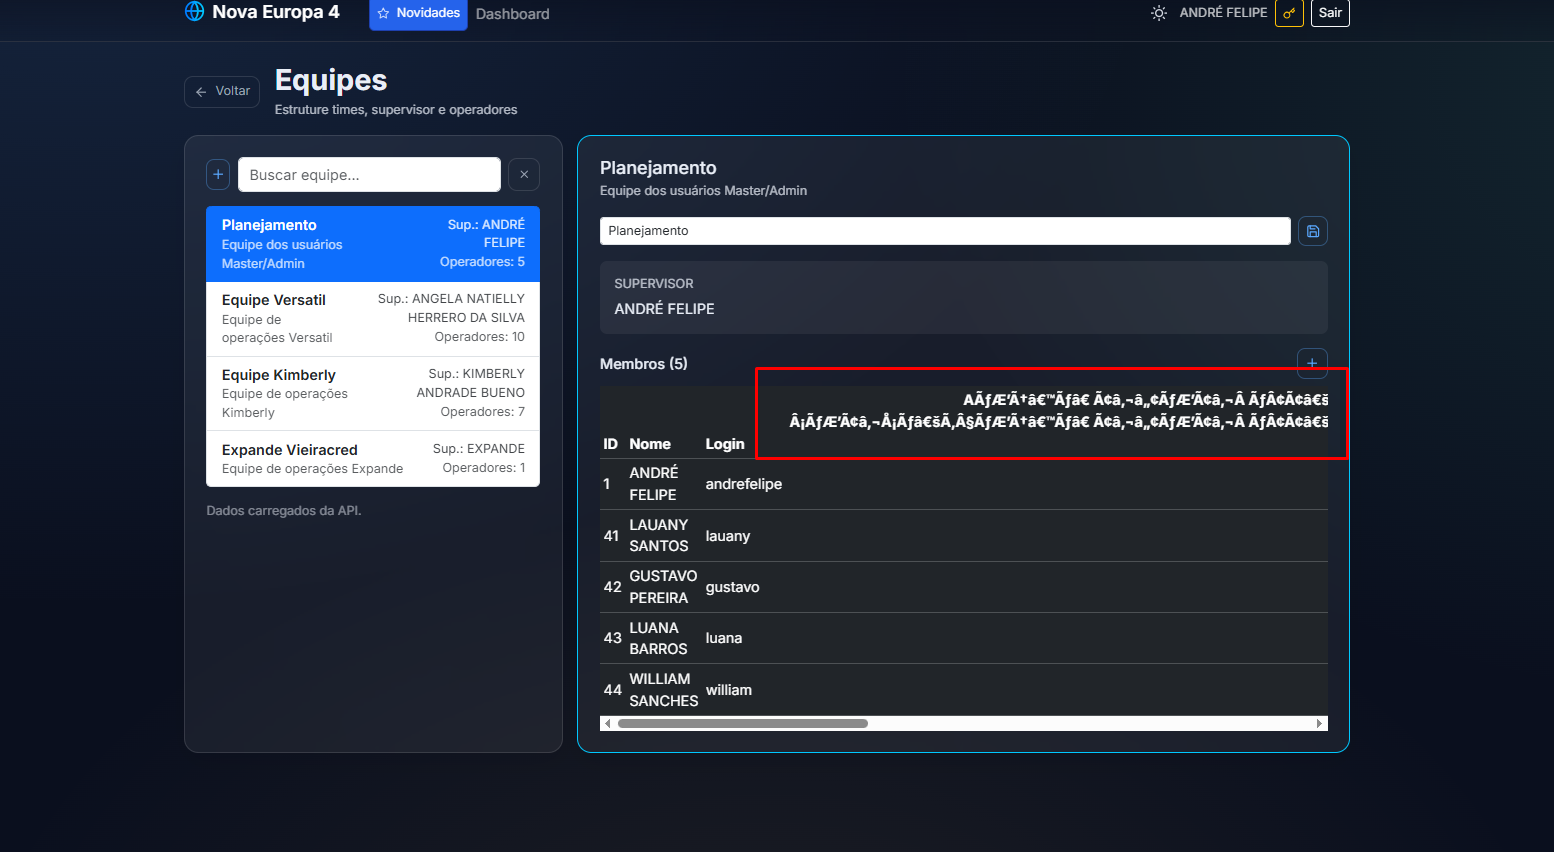 Nova Europa 4
Novidades
Dashboard
ANDRÉ FELIPE
Sair
Voltar
Equipes
Estruture times, supervisor e operadores
Buscar equipe...
Planejamento
Equipe dos usuários
Master/Admin
Sup.: ANDRÉ
FELIPE
Operadores: 5
Equipe Versatil
Equipe de
operações Versatil
Sup.: ANGELA NATIELLY
HERRERO DA SILVA
Operadores: 10
Equipe Kimberly
Equipe de operações
Kimberly
Sup.: KIMBERLY
ANDRADE BUENO
Operadores: 7
Expande Vieiracred
Equipe de operações Expande
Sup.: EXPANDE
Operadores: 1
Dados carregados da API.
Planejamento
Equipe dos usuários Master/Admin
Planejamento
SUPERVISOR
ANDRÉ FELIPE
Membros (5)
AÃƒÆ’Ã†â€™Ãƒâ€ Ã¢â‚¬â„¢ÃƒÆ’Ã¢â‚¬Â ÃƒÂ¢Ã¢â€š
Â¡ÃƒÆ’Ã¢â‚¬Å¡Ãƒâ€šÃ‚Â§ÃƒÆ’Ã†â€™Ãƒâ€ Ã¢â‚¬â„¢ÃƒÆ’Ã¢â‚¬Â ÃƒÂ¢Ã¢â€š
ID Nome Login
1 ANDRÉ FELIPE andrefelipe
41 LAUANY SANTOS lauany
42 GUSTAVO PEREIRA gustavo
43 LUANA BARROS luana
44 WILLIAM SANCHES william